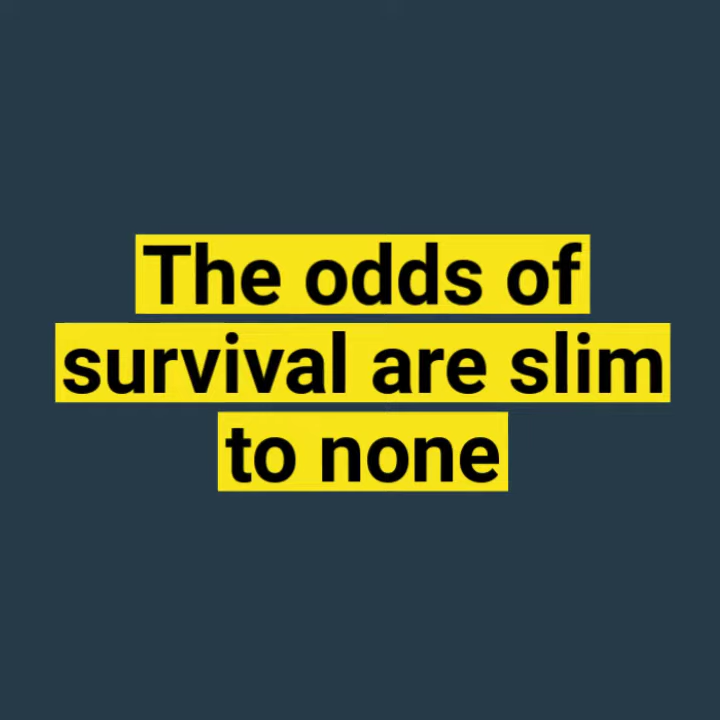 The odds of
survival are slim
to none